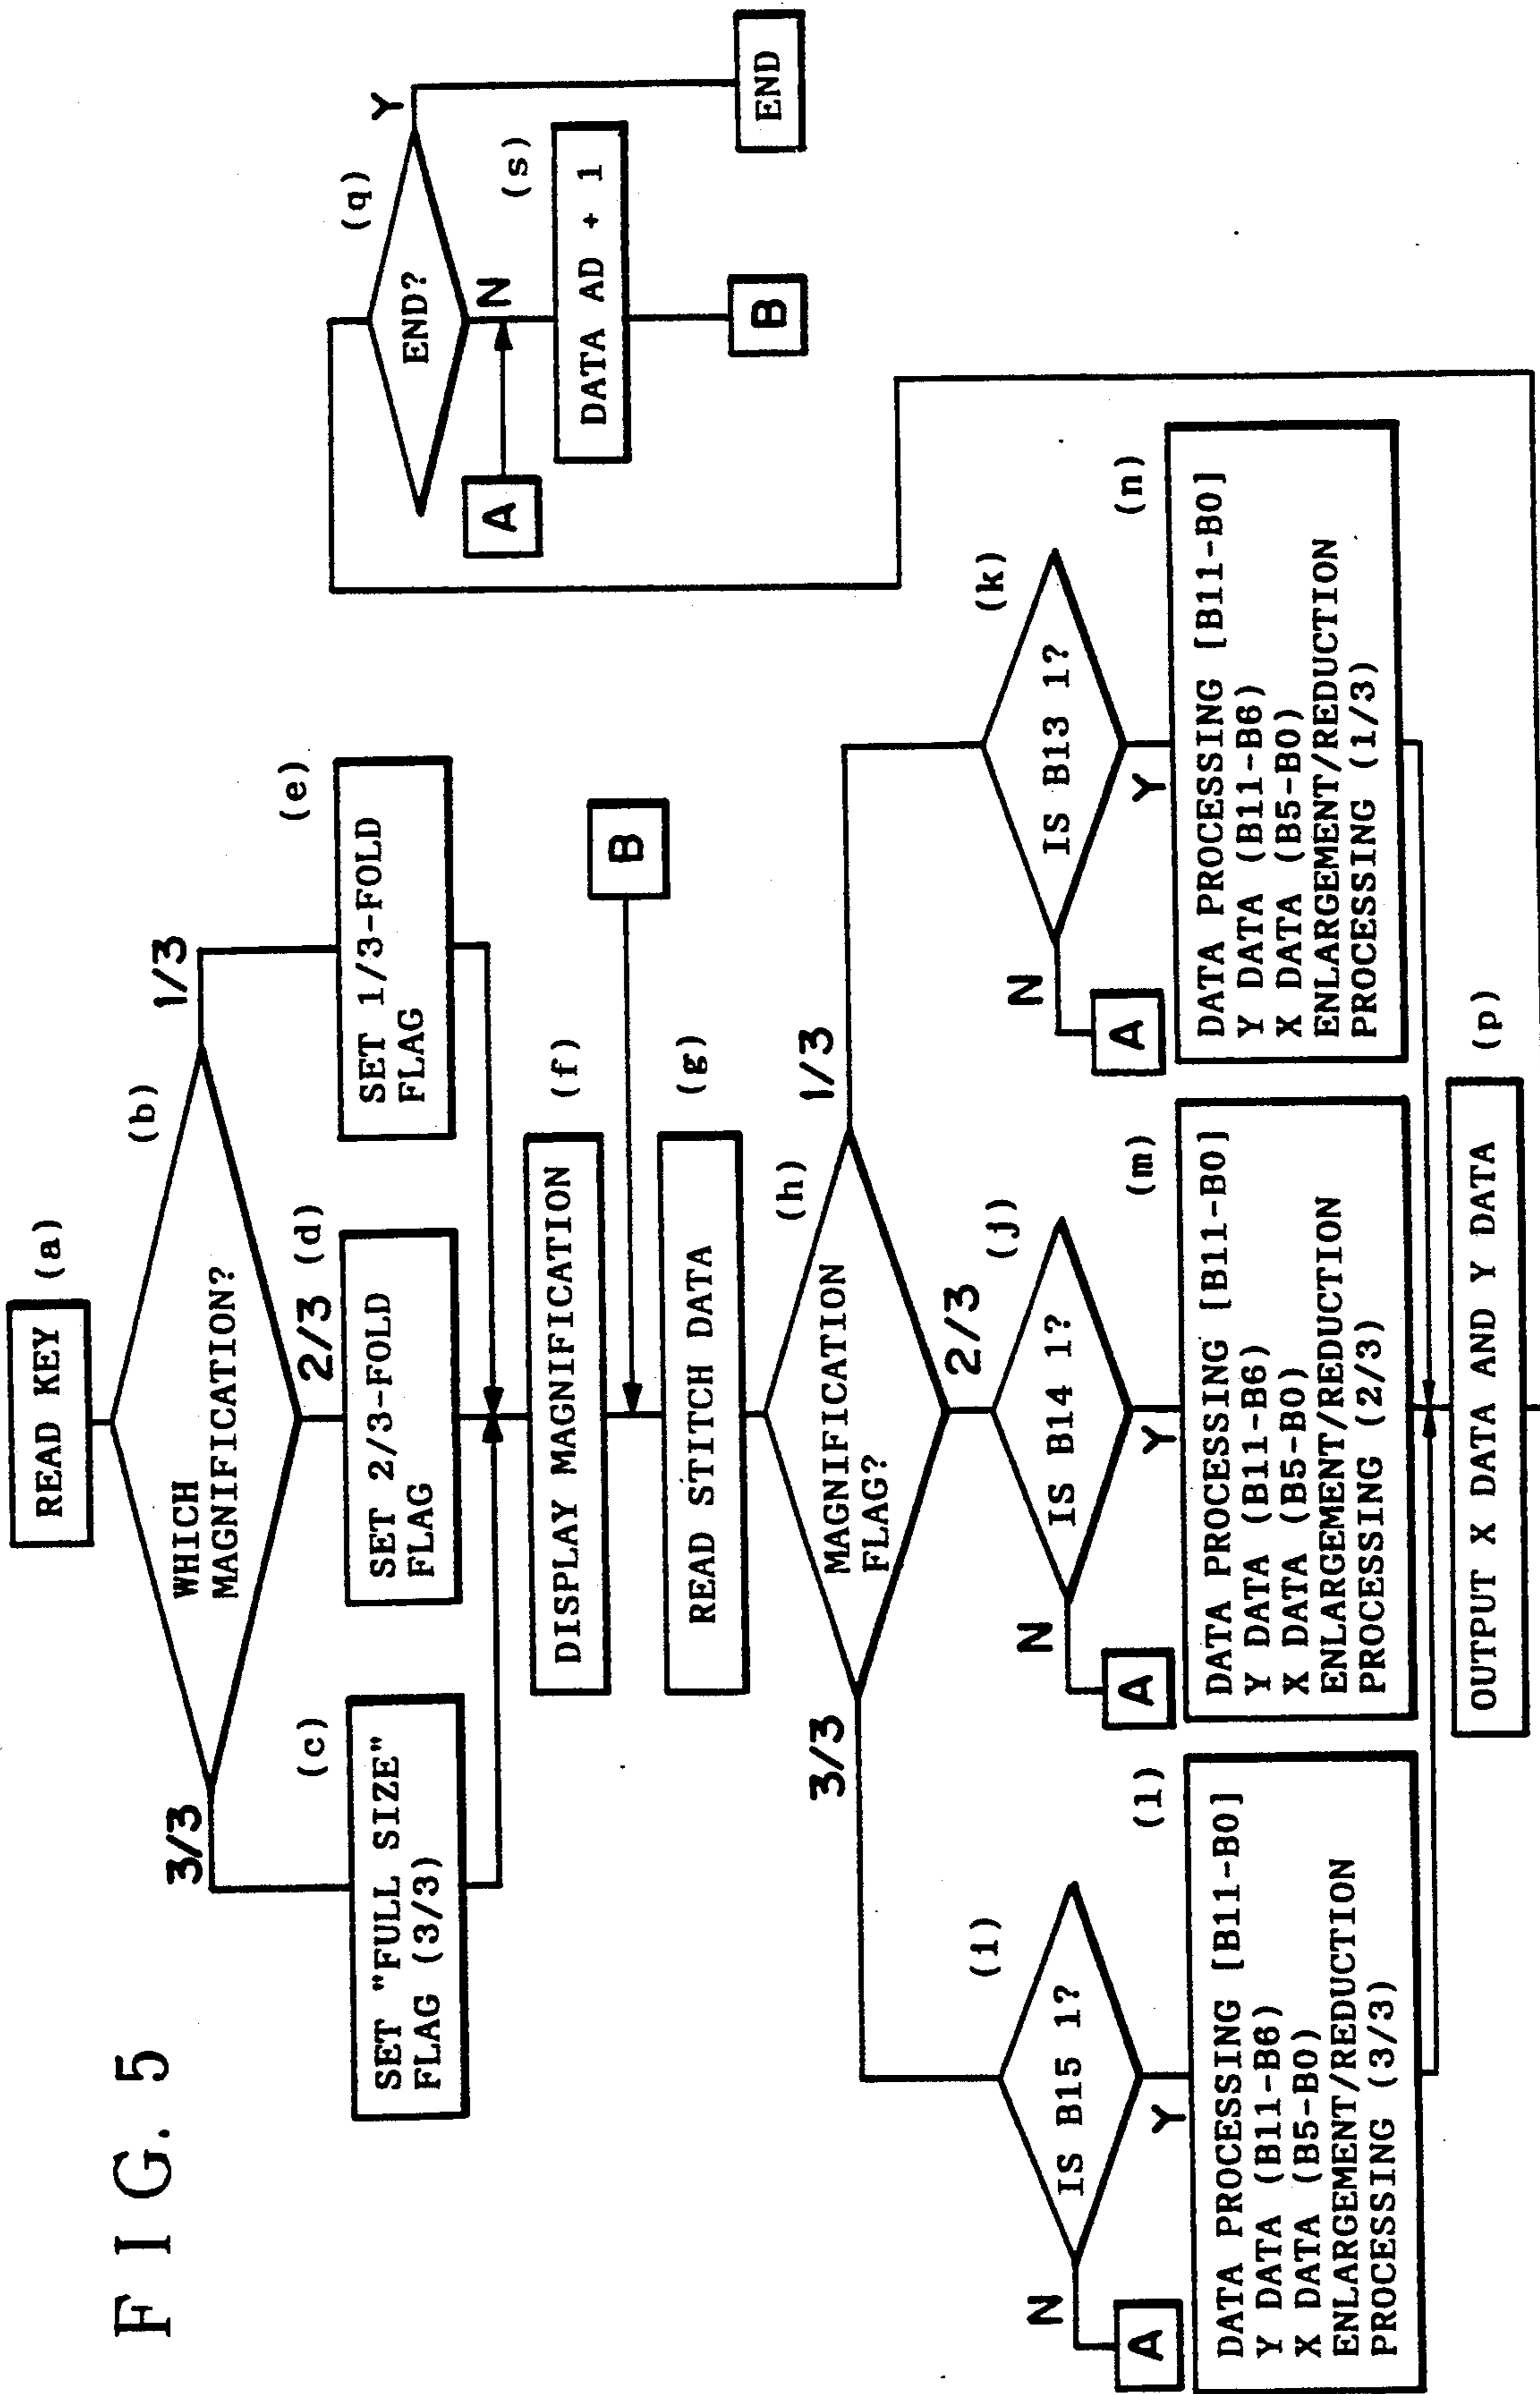 FIG. 5
READ KEY
(a)
WHICH
MAGNIFICATION?
(b)
3/3
2/3
1/3
SET "FULL SIZE"
FLAG (3/3)
(c)
SET 2/3-FOLD
FLAG
(d)
SET 1/3-FOLD
FLAG
(e)
DISPLAY MAGNIFICATION
(f)
B
READ STITCH DATA
(g)
MAGNIFICATION
FLAG?
(h)
3/3
2/3
1/3
IS B15 1?
(i)
N
A
Y
IS B14 1?
(j)
N
A
Y
IS B13 1?
(k)
N
A
Y
DATA PROCESSING [B11-B0]
Y DATA (B11-B6)
X DATA (B5-B0)
ENLARGEMENT/REDUCTION
PROCESSING (3/3)
(l)
DATA PROCESSING [B11-B0]
Y DATA (B11-B6)
X DATA (B5-B0)
ENLARGEMENT/REDUCTION
PROCESSING (2/3)
(m)
DATA PROCESSING [B11-B0]
Y DATA (B11-B6)
X DATA (B5-B0)
ENLARGEMENT/REDUCTION
PROCESSING (1/3)
(n)
OUTPUT X DATA AND Y DATA
(p)
END?
(q)
Y
N
A
DATA AD + 1
(s)
B
END